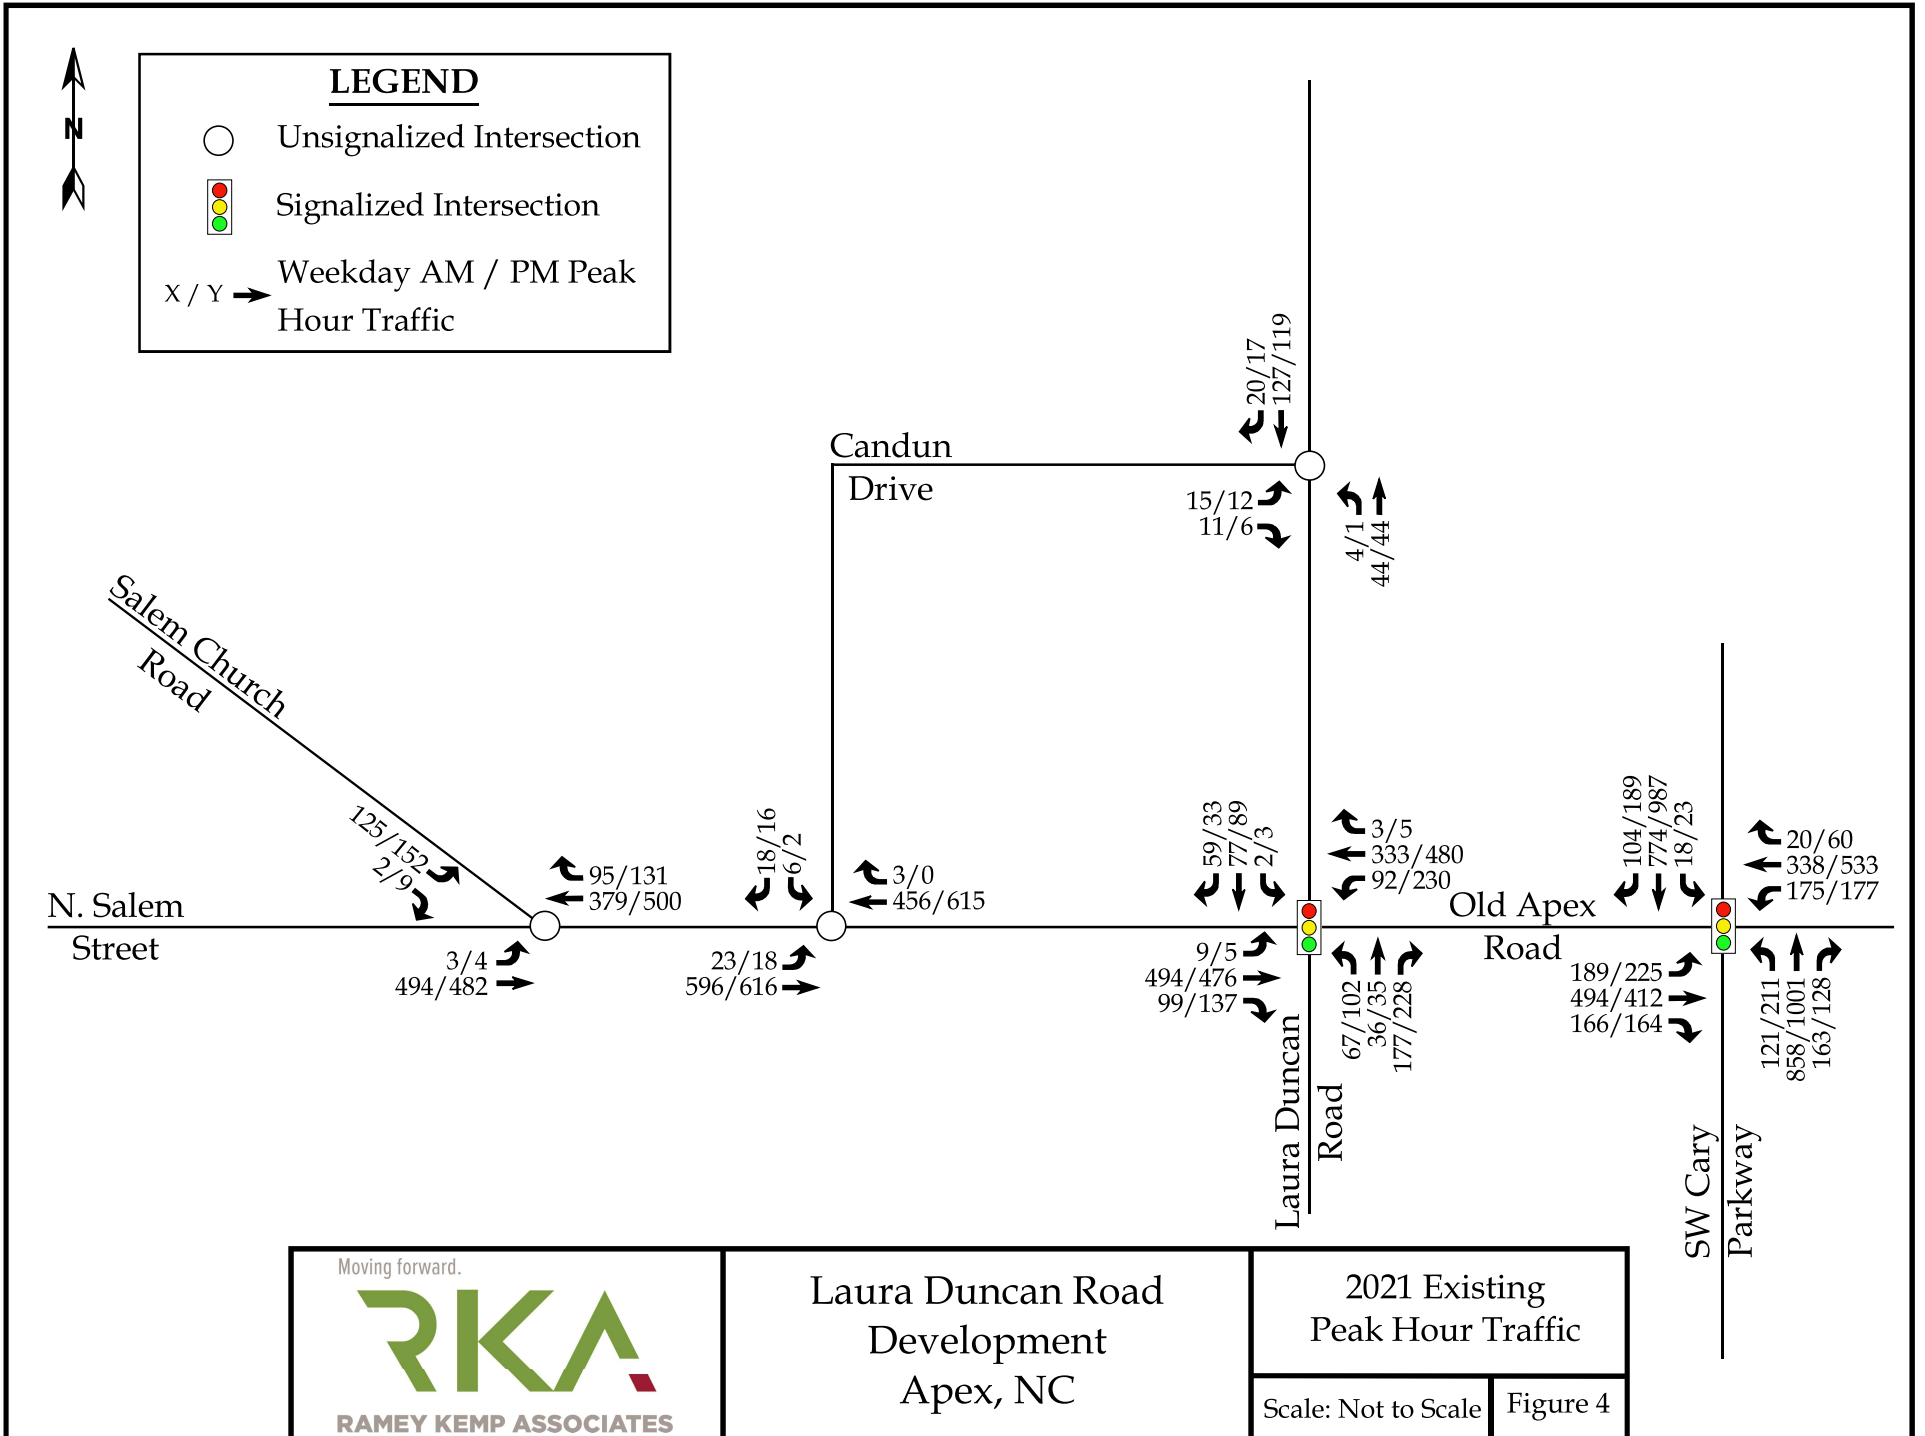 N
LEGEND
Unsignalized Intersection
Signalized Intersection
X / Y
Weekday AM / PM Peak
Hour Traffic
20/17
127/119
Candun
Drive
15/12
11/6
4/1
44/44
Salem Church
Road
125/152
2/9
N. Salem
Street
95/131
379/500
3/4
494/482
18/16
6/2
3/0
456/615
23/18
596/616
59/33
77/89
2/3
3/5
333/480
92/230
9/5
494/476
99/137
67/102
36/35
177/228
Laura Duncan
Road
Old Apex
Road
104/189
774/987
18/23
20/60
338/533
175/177
189/225
494/412
166/164
121/211
858/1001
163/128
SW Cary
Parkway
Moving forward.
RKA
RAMEY KEMP ASSOCIATES
Laura Duncan Road
Development
Apex, NC
2021 Existing
Peak Hour Traffic
Scale: Not to Scale
Figure 4